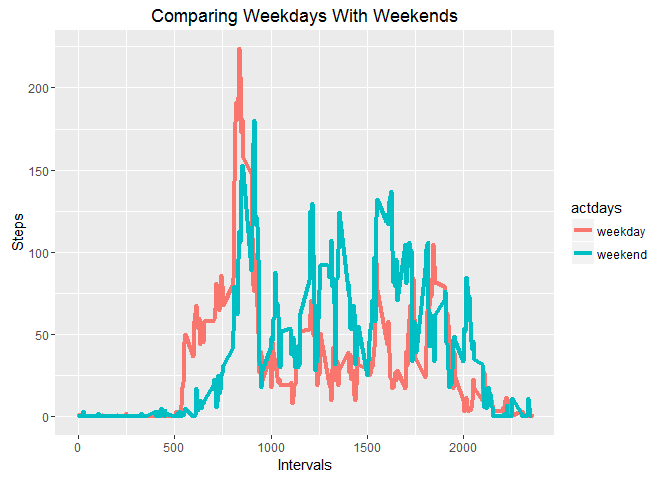 Comparing Weekdays With Weekends
200
150
100
50
0
Steps
0 500 1000 1500 2000
Intervals
actdays
weekday
weekend